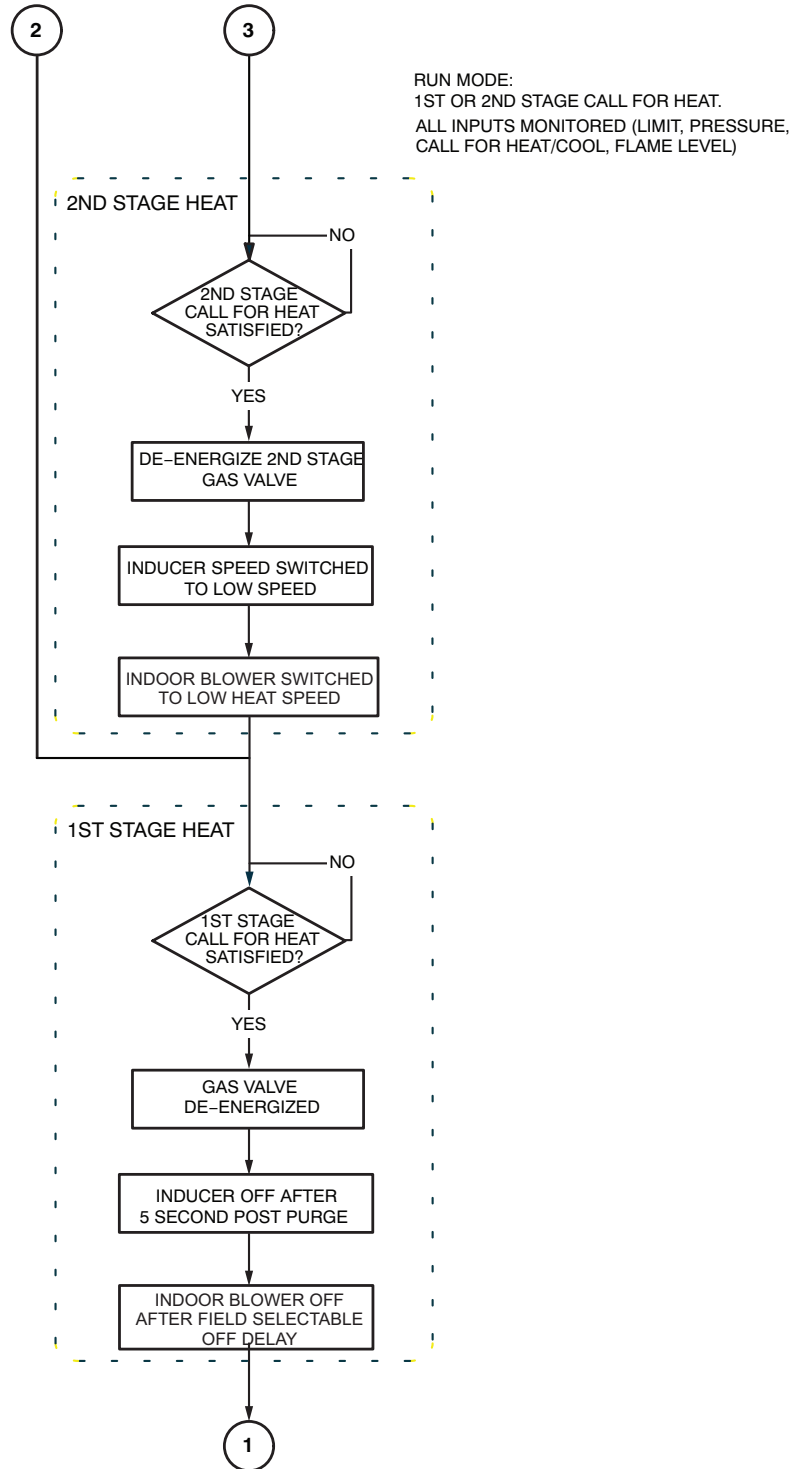 2
3
RUN MODE:
1ST OR 2ND STAGE CALL FOR HEAT.
ALL INPUTS MONITORED (LIMIT, PRESSURE,
CALL FOR HEAT/COOL, FLAME LEVEL)
2ND STAGE HEAT
NO
2ND STAGE
CALL FOR HEAT
SATISFIED?
YES
DE−ENERGIZE 2ND STAGE
GAS VALVE
INDUCER SPEED SWITCHED
TO LOW SPEED
INDOOR BLOWER SWITCHED
TO LOW HEAT SPEED
1ST STAGE HEAT
NO
1ST STAGE
CALL FOR HEAT
SATISFIED?
YES
GAS VALVE
DE−ENERGIZED
INDUCER OFF AFTER
5 SECOND POST PURGE
INDOOR BLOWER OFF
AFTER FIELD SELECTABLE
OFF DELAY
1